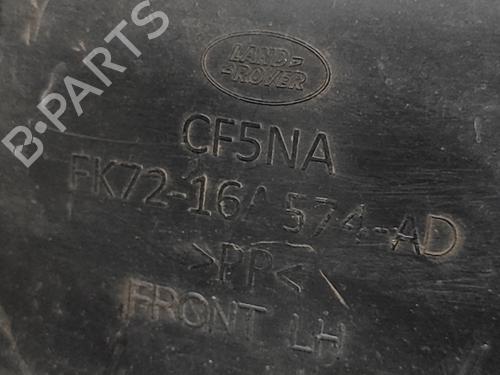 B-PARTS
LAND-
-ROVER
CF5NA
FK72-16A574-AD
>PP<
FRONT LH